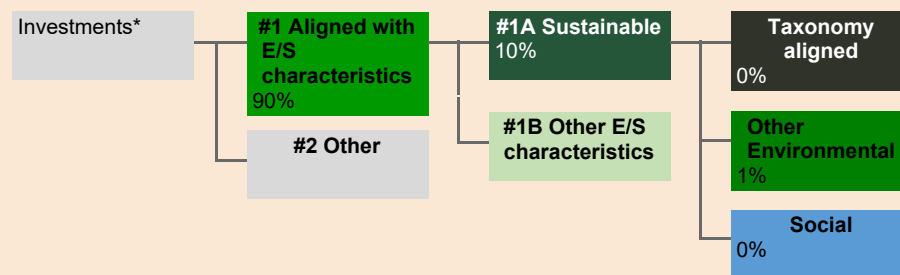 Investments*
#1 Aligned with
E/S
characteristics
90%
#2 Other
#1A Sustainable
10%
#1B Other E/S
characteristics
Taxonomy
aligned
0%
Other
Environmental
1%
Social
0%